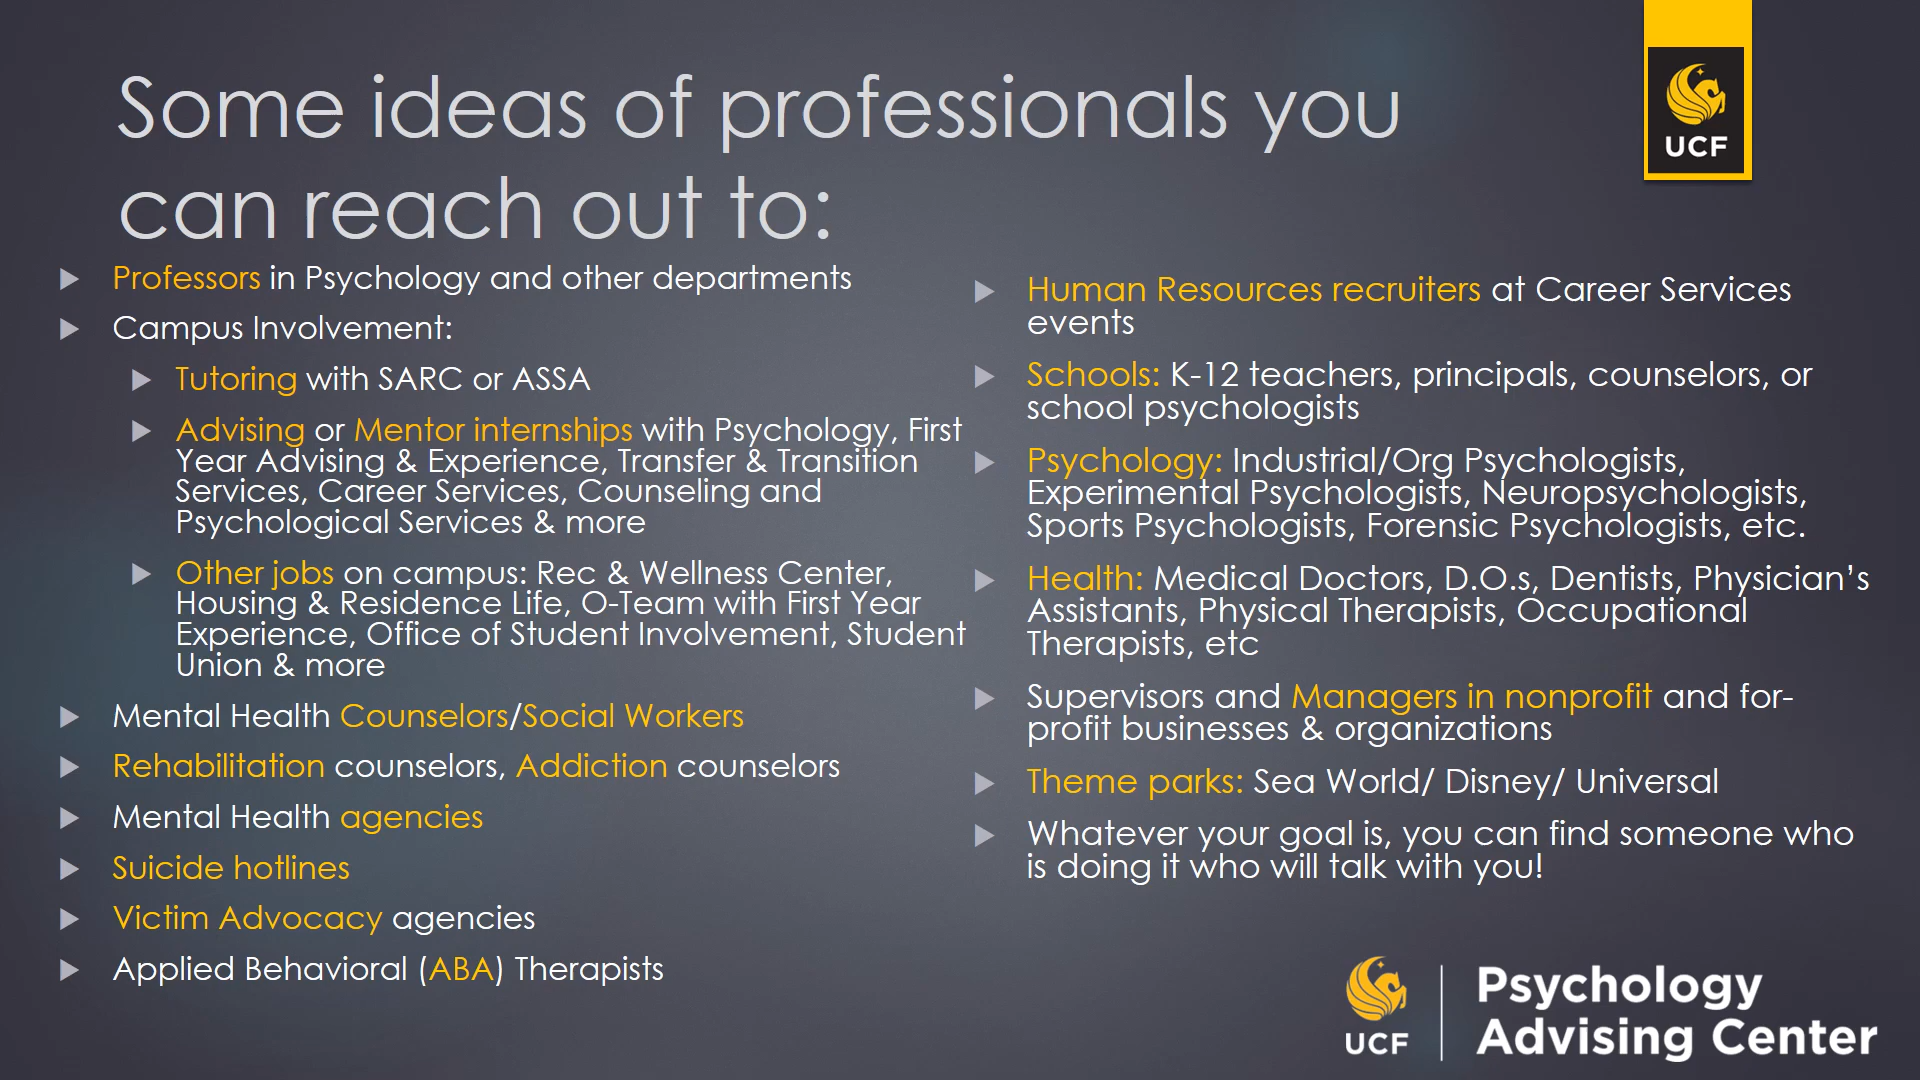 Some ideas of professionals you
can reach out to:
UCF
Professors in Psychology and other departments
Campus Involvement:
Tutoring with SARC or ASSA
Advising or Mentor internships with Psychology, First
Year Advising & Experience, Transfer & Transition
Services, Career Services, Counseling and
Psychological Services & more
Other jobs on campus: Rec & Wellness Center,
Housing & Residence Life, O-Team with First Year
Experience, Office of Student Involvement, Student
Union & more
Mental Health Counselors/Social Workers
Rehabilitation counselors, Addiction counselors
Mental Health agencies
Suicide hotlines
Victim Advocacy agencies
Applied Behavioral (ABA) Therapists
Human Resources recruiters at Career Services
events
Schools: K-12 teachers, principals, counselors, or
school psychologists
Psychology: Industrial/Org Psychologists,
Experimental Psychologists, Neuropsychologists,
Sports Psychologists, Forensic Psychologists, etc.
Health: Medical Doctors, D.O.s, Dentists, Physician’s
Assistants, Physical Therapists, Occupational
Therapists, etc
Supervisors and Managers in nonprofit and for-
profit businesses & organizations
Theme parks: Sea World/ Disney/ Universal
Whatever your goal is, you can find someone who
is doing it who will talk with you!
UCF
Psychology
Advising Center